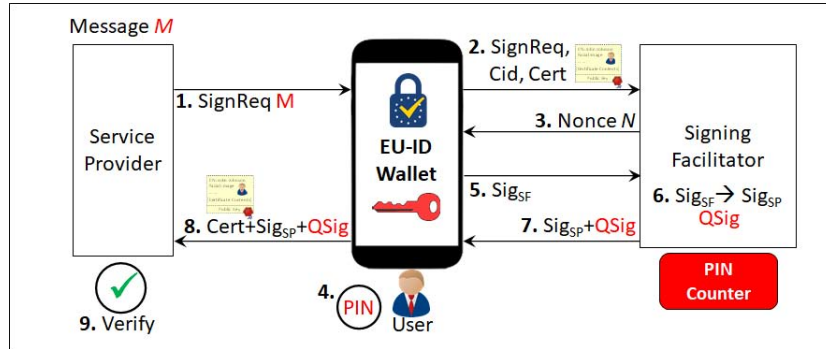 Message M
1. SignReq M
Service
Provider
8. Cert+SigSP+QSig
9. Verify
EU-ID
Wallet
4.
PIN
User
2. SignReq,
Cid, Cert
3. Nonce N
5. SigSF
7. SigSP+QSig
Signing
Facilitator
6. SigSF→ SigSP
QSig
PIN
Counter